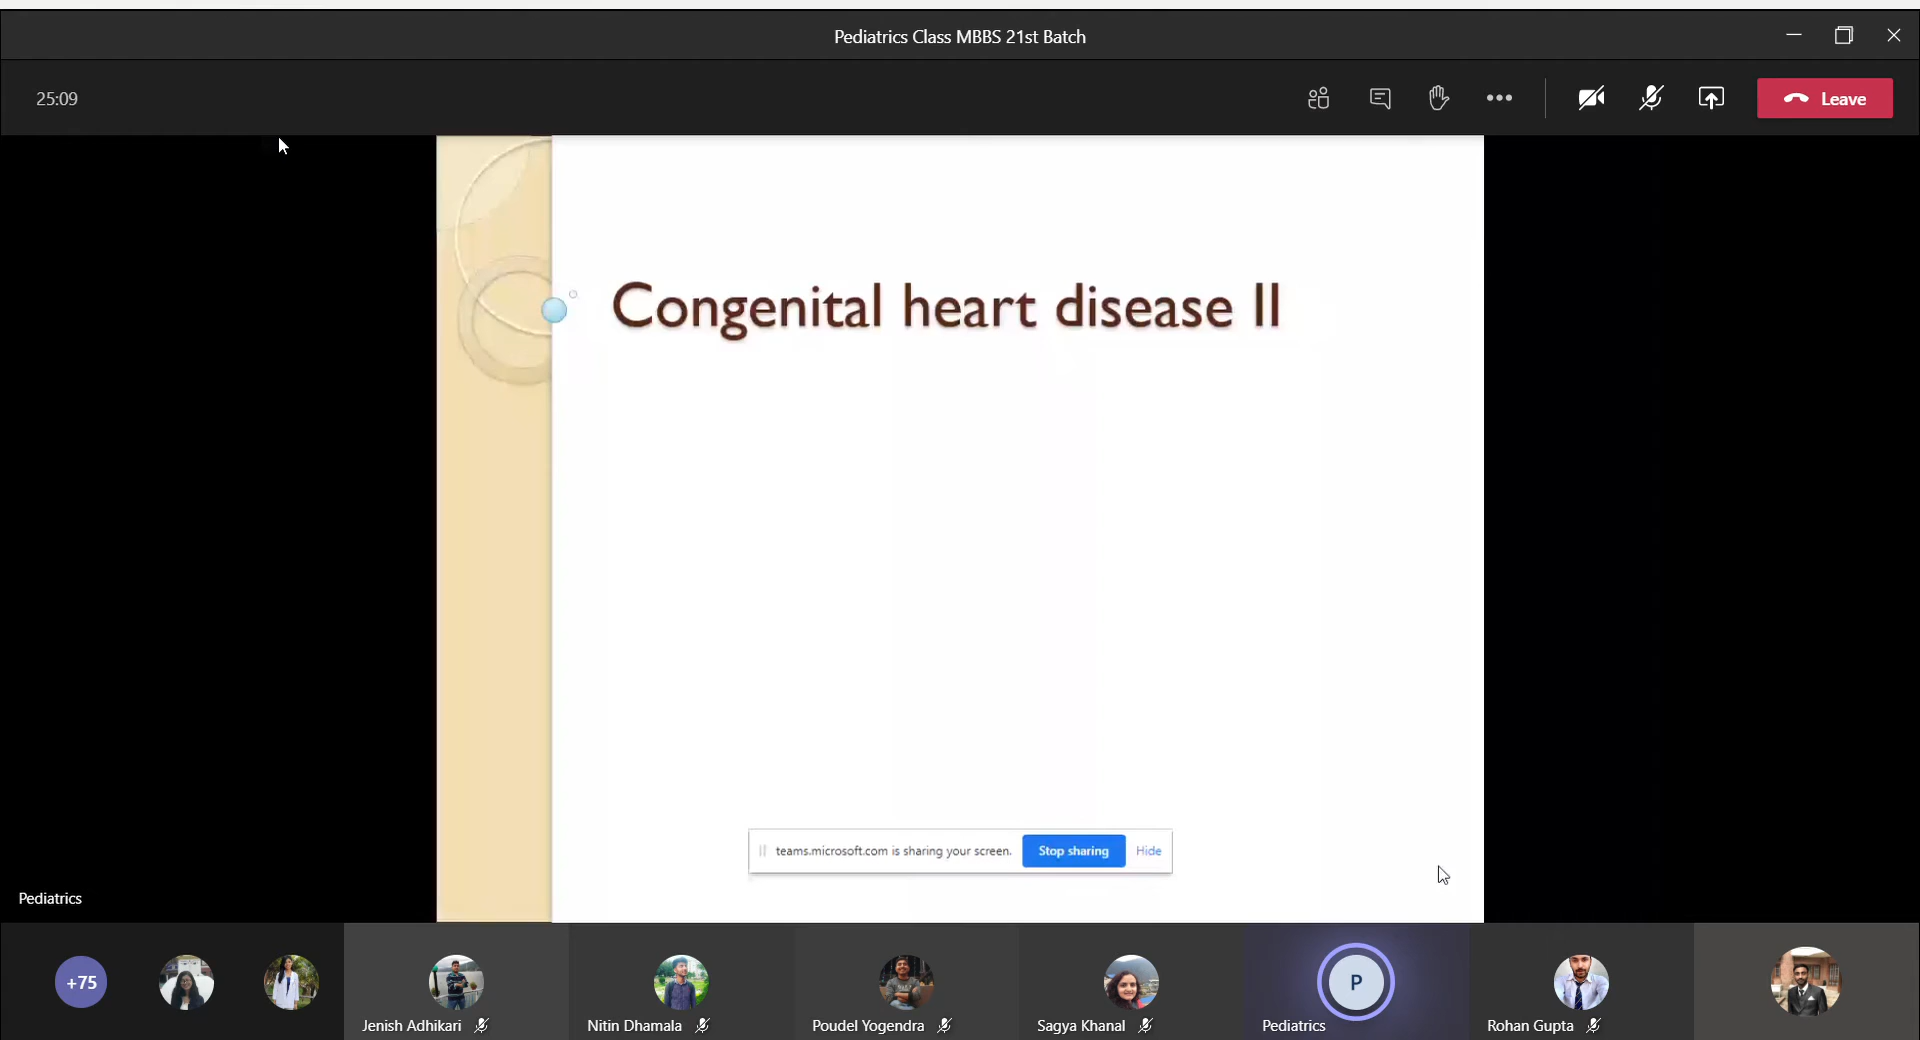 Pediatrics Class MBBS 21st Batch
25:09
Leave
Congenital heart disease II
teams.microsoft.com is sharing your screen.
Stop sharing
Hide
Pediatrics
+75
Jenish Adhikari
Nitin Dhamala
Poudel Yogendra
Sagya Khanal
P
Pediatrics
Rohan Gupta